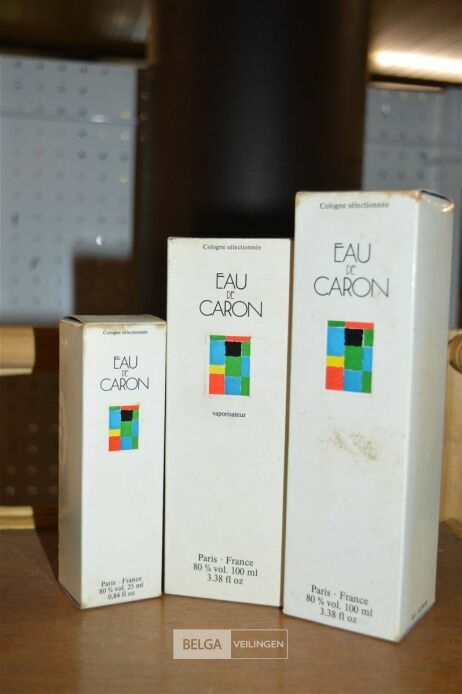 Cologne sélectionnée
EAU
DE
CARON
Paris · France
80 % vol. 25 ml
0,84 fl oz
Cologne sélectionnée
EAU
DE
CARON
vaporisateur
Paris · France
80 % vol. 100 ml
3.38 fl oz
Cologne sélectionnée
EAU
DE
CARON
Paris · France
80 % vol. 100 ml
3.38 fl oz
BELGA VEILINGEN